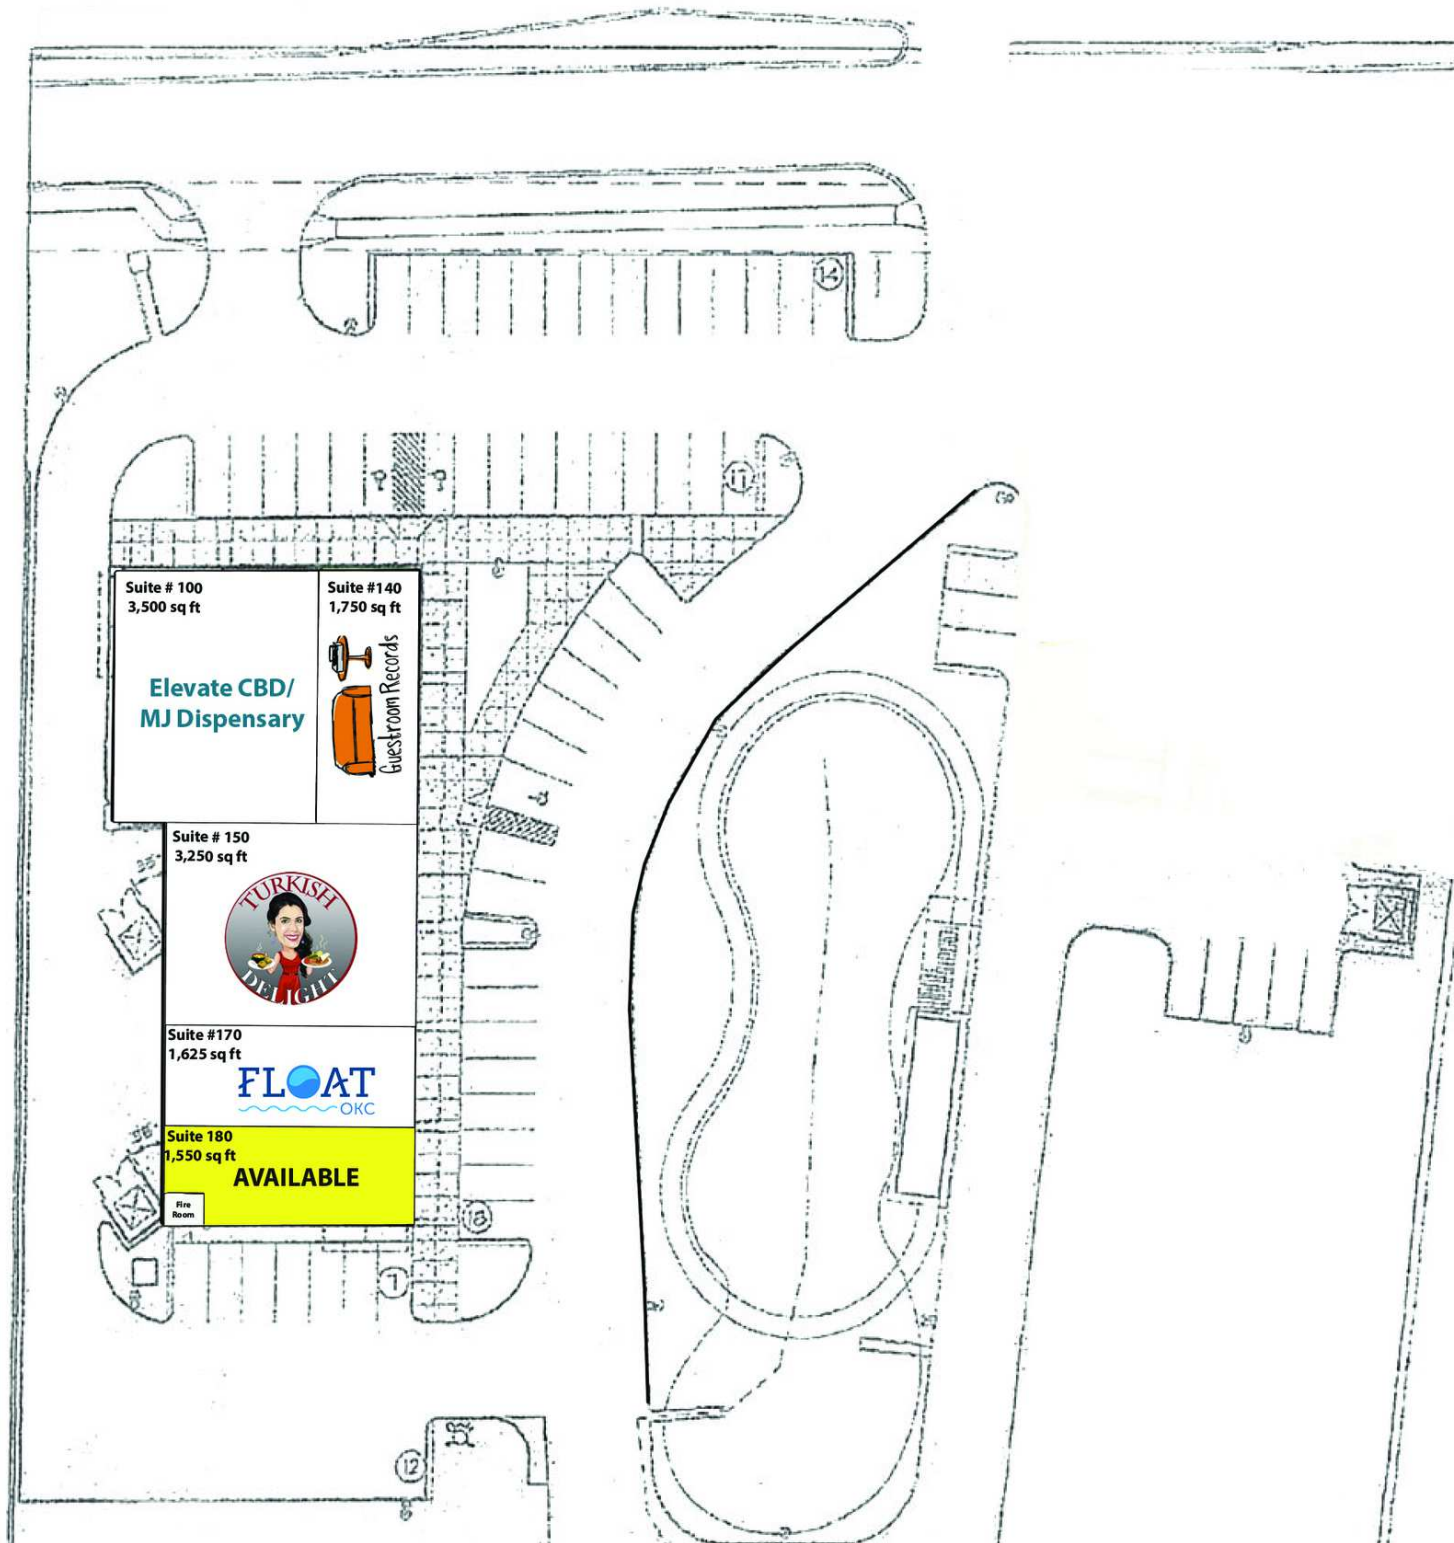 14
11
Suite # 100
3,500 sq ft
Elevate CBD/
MJ Dispensary
Suite #140
1,750 sq ft
Guestroom Records
Suite # 150
3,250 sq ft
TURKISH
DELIGHT
Suite #170
1,625 sq ft
FLOAT
OKC
Suite 180
1,550 sq ft
AVAILABLE
Fire
Room
18
7
12